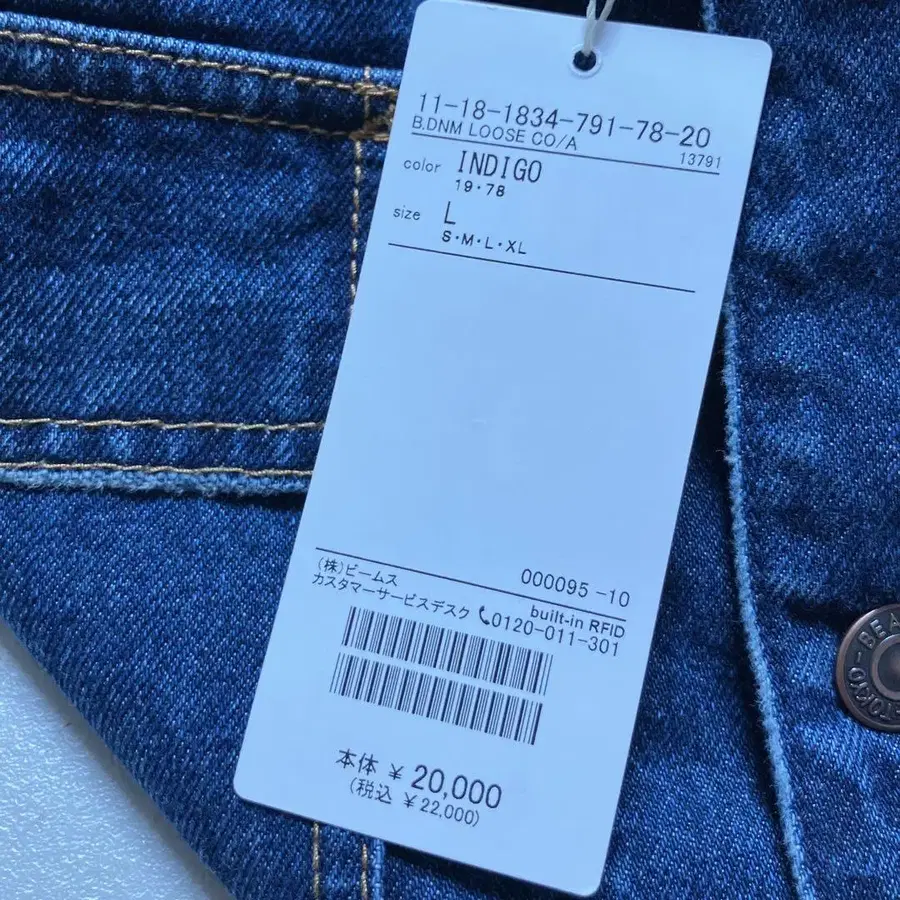 11-18-1834-791-78-20
B.DNM LOOSE CO/A
13791
color INDIGO
19・78
size L
S・M・L・XL
(株)ビームス
000095 -10
カスタマーサービスデスク 0120-011-301
built-in RFID
本体 ¥ 20,000
(税込 ¥22,000)
TOKYO